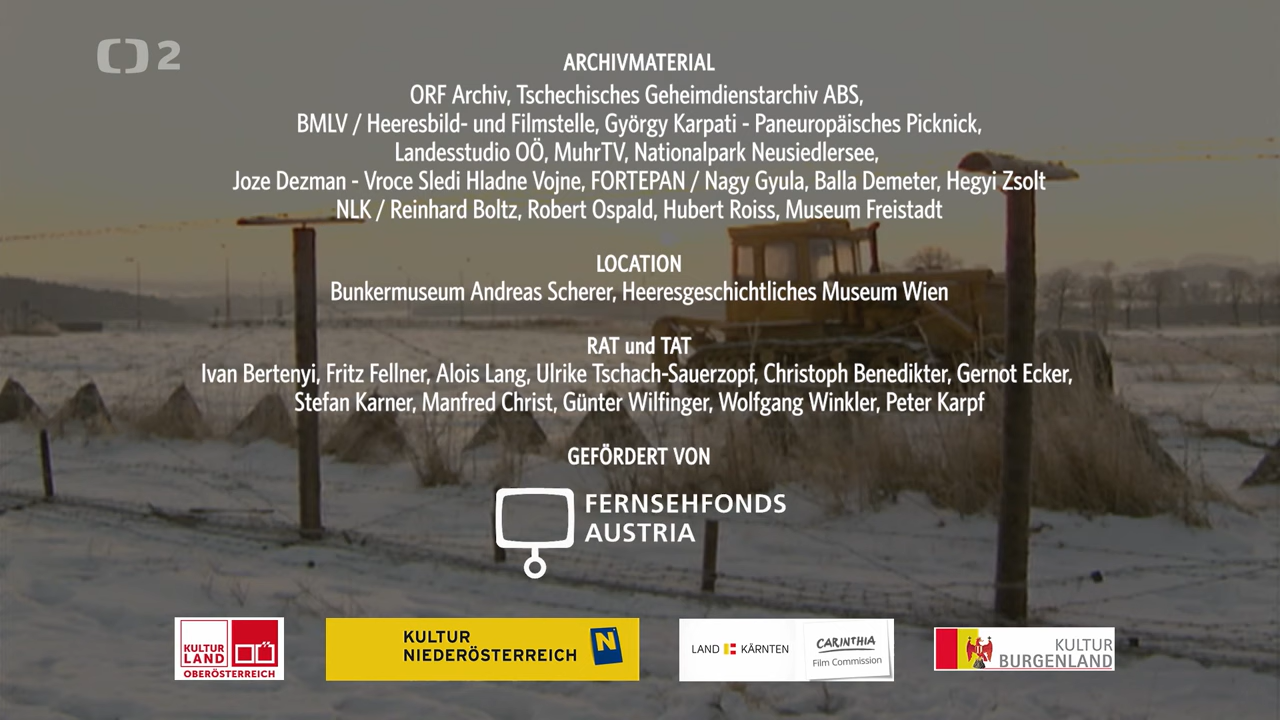 2
ARCHIVMATERIAL
ORF Archiv, Tschechisches Geheimdienstarchiv ABS,
BMLV / Heeresbild- und Filmstelle, György Karpati - Paneuropäisches Picknick,
Landesstudio OÖ, MuhrTV, Nationalpark Neusiedlersee,
Joze Dezman - Vroce Sledi Hladne Vojne, FORTEPAN / Nagy Gyula, Balla Demeter, Hegyi Zsolt
NLK / Reinhard Boltz, Robert Ospald, Hubert Roiss, Museum Freistadt
LOCATION
Bunkermuseum Andreas Scherer, Heeresgeschichtliches Museum Wien
RAT und TAT
Ivan Bertenyi, Fritz Fellner, Alois Lang, Ulrike Tschach-Sauerzopf, Christoph Benedikter, Gernot Ecker,
Stefan Karner, Manfred Christ, Günter Wilfinger, Wolfgang Winkler, Peter Karpf
GEFÖRDERT VON
FERNSEHFONDS
AUSTRIA
KULTUR
LAND OÖ
OBERÖSTERREICH
KULTUR
NIEDERÖSTERREICH
N
LAND KÄRNTEN
CARINTHIA
Film Commission
KULTUR
BURGENLAND